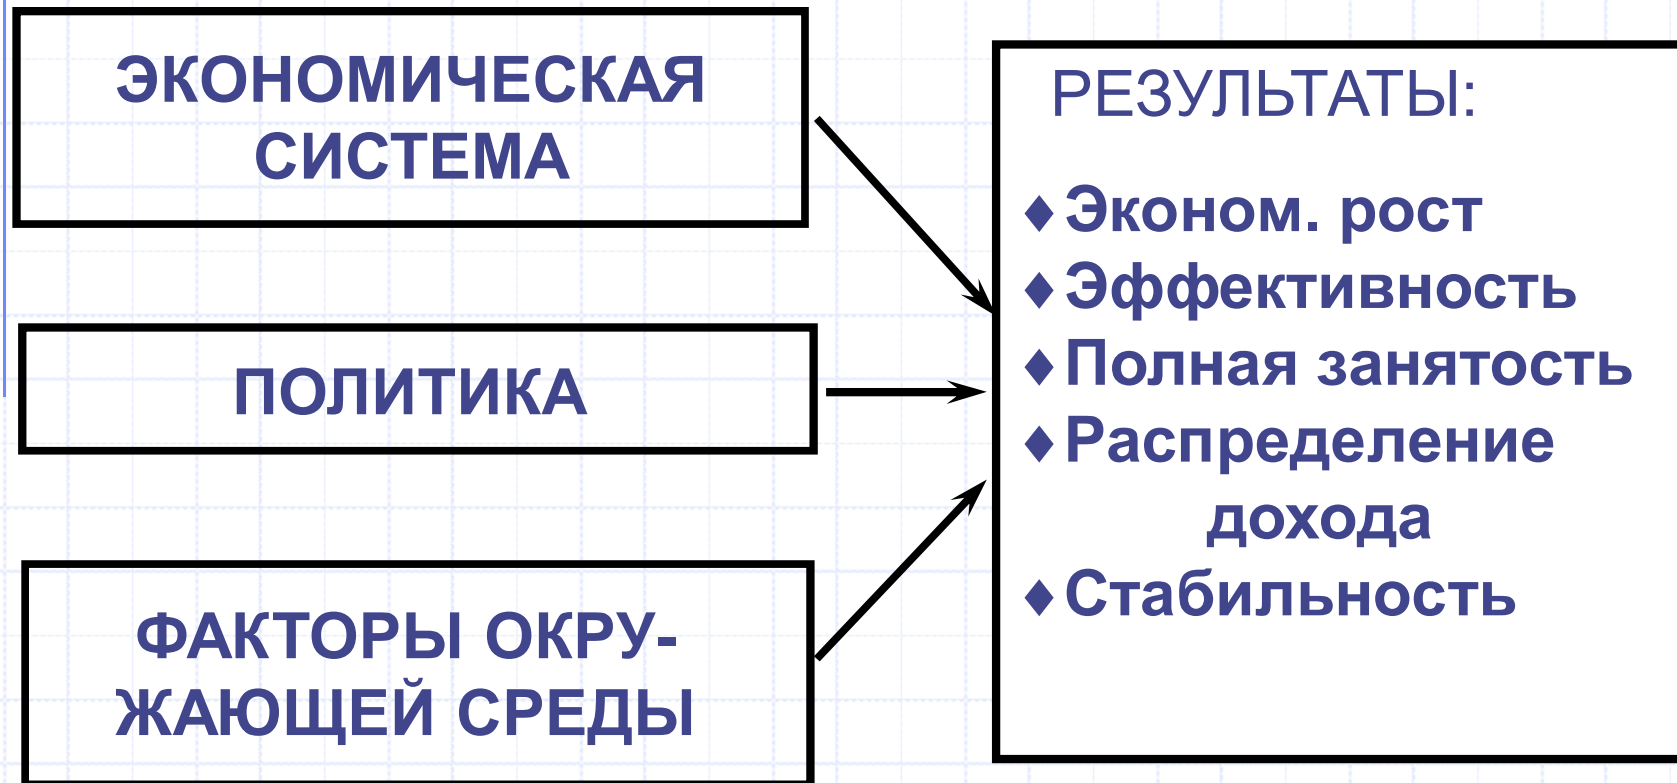 ЭКОНОМИЧЕСКАЯ
СИСТЕМА
ПОЛИТИКА
ФАКТОРЫ ОКРУ-
ЖАЮЩЕЙ СРЕДЫ
РЕЗУЛЬТАТЫ:
♦Эконом. рост
♦Эффективность
♦Полная занятость
♦Распределение
дохода
♦Стабильность